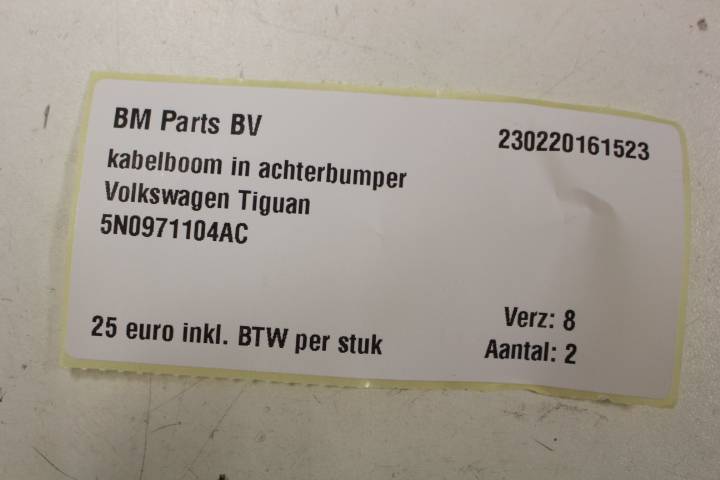 BM Parts BV
230220161523
kabelboom in achterbumper
Volkswagen Tiguan
5N0971104AC
25 euro inkl. BTW per stuk
Verz: 8
Aantal: 2